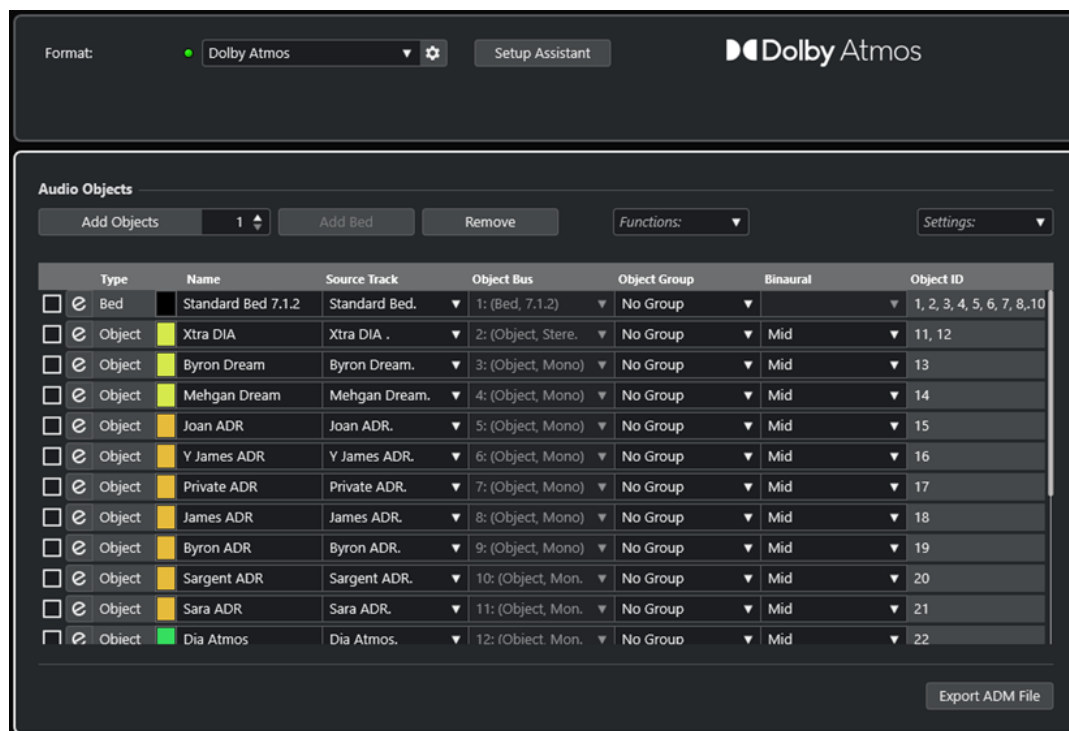 Format: Dolby Atmos Setup Assistant Dolby Atmos
Audio Objects
Add Objects 1 Add Bed Remove Functions: Settings:
Type Name Source Track Object Bus Object Group Binaural Object ID
Bed Standard Bed 7.1.2 Standard Bed. 1: (Bed, 7.1.2) No Group 1, 2, 3, 4, 5, 6, 7, 8,.10
Object Xtra DIA Xtra DIA . 2: (Object, Stere. No Group Mid 11, 12
Object Byron Dream Byron Dream. 3: (Object, Mono) No Group Mid 13
Object Mehgan Dream Mehgan Dream. 4: (Object, Mono) No Group Mid 14
Object Joan ADR Joan ADR. 5: (Object, Mono) No Group Mid 15
Object Y James ADR Y James ADR. 6: (Object, Mono) No Group Mid 16
Object Private ADR Private ADR. 7: (Object, Mono) No Group Mid 17
Object James ADR James ADR. 8: (Object, Mono) No Group Mid 18
Object Byron ADR Byron ADR. 9: (Object, Mono) No Group Mid 19
Object Sargent ADR Sargent ADR. 10: (Object, Mon. No Group Mid 20
Object Sara ADR Sara ADR. 11: (Object, Mon. No Group Mid 21
Object Dia Atmos Dia Atmos. 12: (Object, Mon. No Group Mid 22
Export ADM File